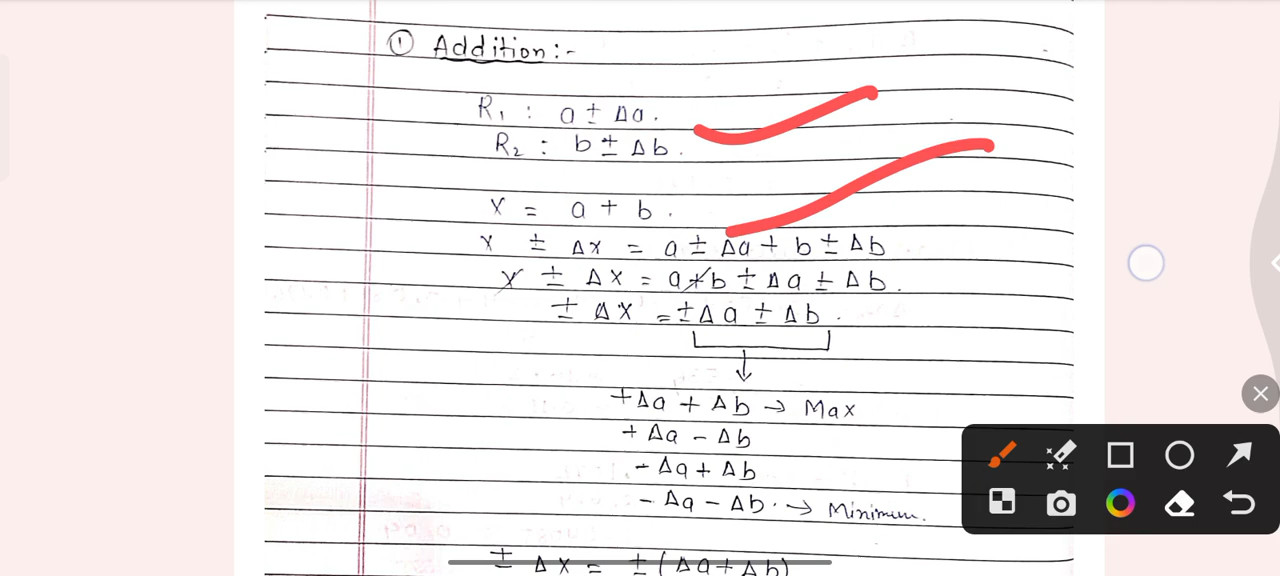 ① Addition:-
R₁ : a ± Δa.
R₂ : b ± Δb.
X = a + b.
X ± ΔX = a ± Δa + b ± Δb
X ± ΔX = a+b ± Δa ± Δb.
± ΔX = ±Δa ± Δb.
+Δa + Δb → Max
+ Δa - Δb
- Δa + Δb
- Δa - Δb. → Minimum.
± ΔX = ± (Δa + Δb)